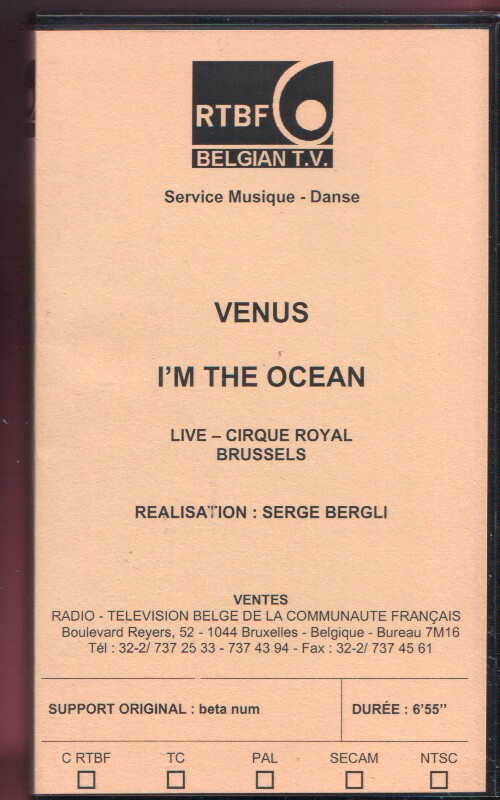 RTBF
BELGIAN T.V.
Service Musique - Danse
VENUS
I'M THE OCEAN
LIVE – CIRQUE ROYAL
BRUSSELS
REALISATION : SERGE BERGLI
VENTES
RADIO - TELEVISION BELGE DE LA COMMUNAUTE FRANÇAIS
Boulevard Reyers, 52 - 1044 Bruxelles - Belgique - Bureau 7M16
Tél : 32-2/ 737 25 33 - 737 43 94 - Fax : 32-2/ 737 45 61
SUPPORT ORIGINAL : beta num
DURÉE : 6'55''
C RTBF TC PAL SECAM NTSC